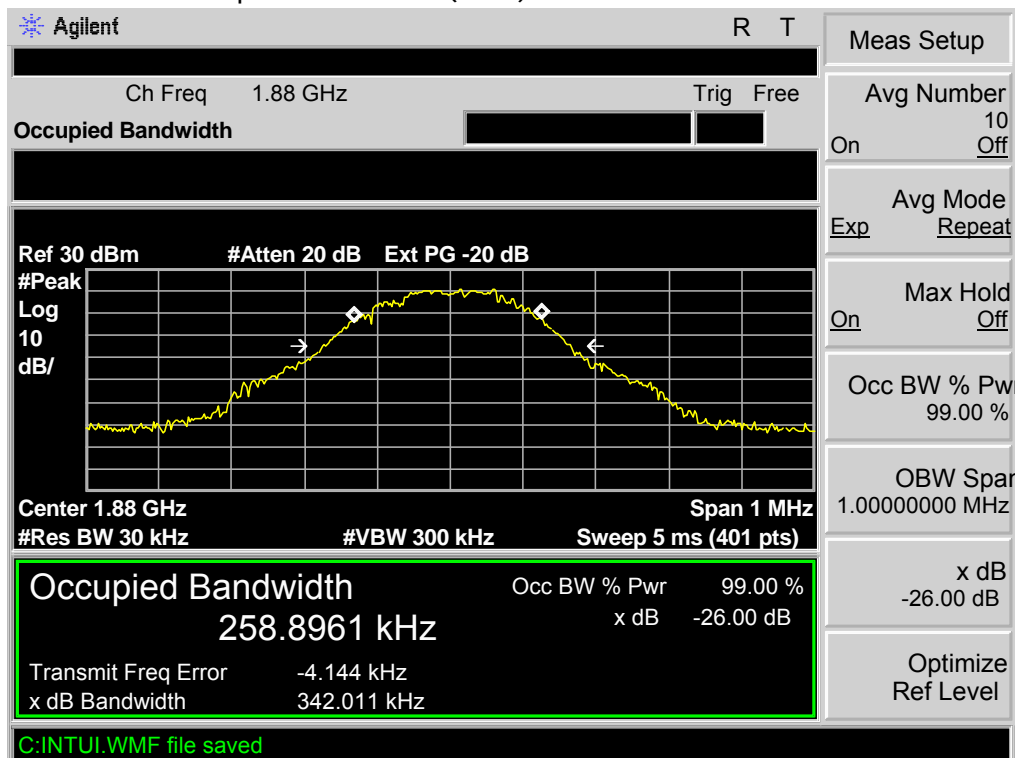 Agilent R T
Meas Setup
Ch Freq 1.88 GHz Trig Free
Occupied Bandwidth
Avg Number
10
On Off
Avg Mode
Exp Repeat
Max Hold
On Off
Occ BW % Pwr
99.00 %
OBW Span
1.00000000 MHz
x dB
-26.00 dB
Optimize
Ref Level
Ref 30 dBm #Atten 20 dB Ext PG -20 dB
#Peak
Log
10
dB/
Center 1.88 GHz Span 1 MHz
#Res BW 30 kHz #VBW 300 kHz Sweep 5 ms (401 pts)
Occupied Bandwidth
258.8961 kHz
Occ BW % Pwr 99.00 %
x dB -26.00 dB
Transmit Freq Error -4.144 kHz
x dB Bandwidth 342.011 kHz
C:INTUI.WMF file saved